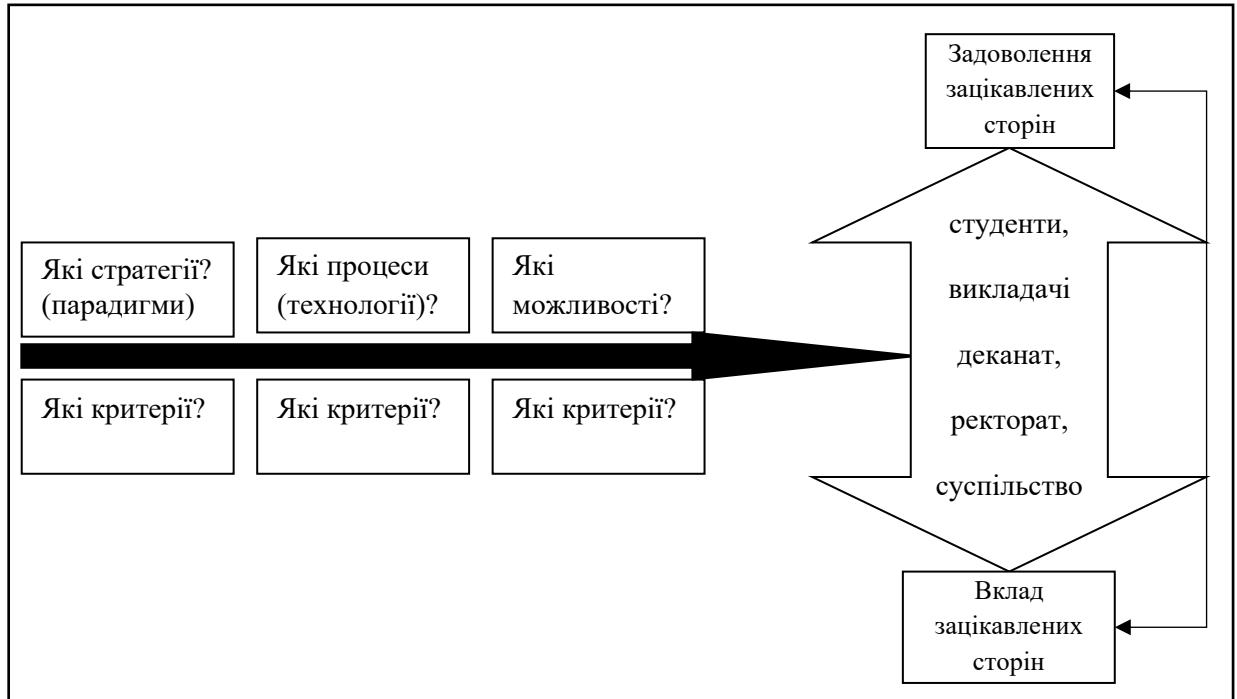 Задоволення
зацікавлених
сторін
Які стратегії?
(парадигми)
Які процеси
(технології)?
Які
можливості?
Які критерії?
Які критерії?
Які критерії?
студенти,
викладачі
деканат,
ректорат,
суспільство
Вклад
зацікавлених
сторін